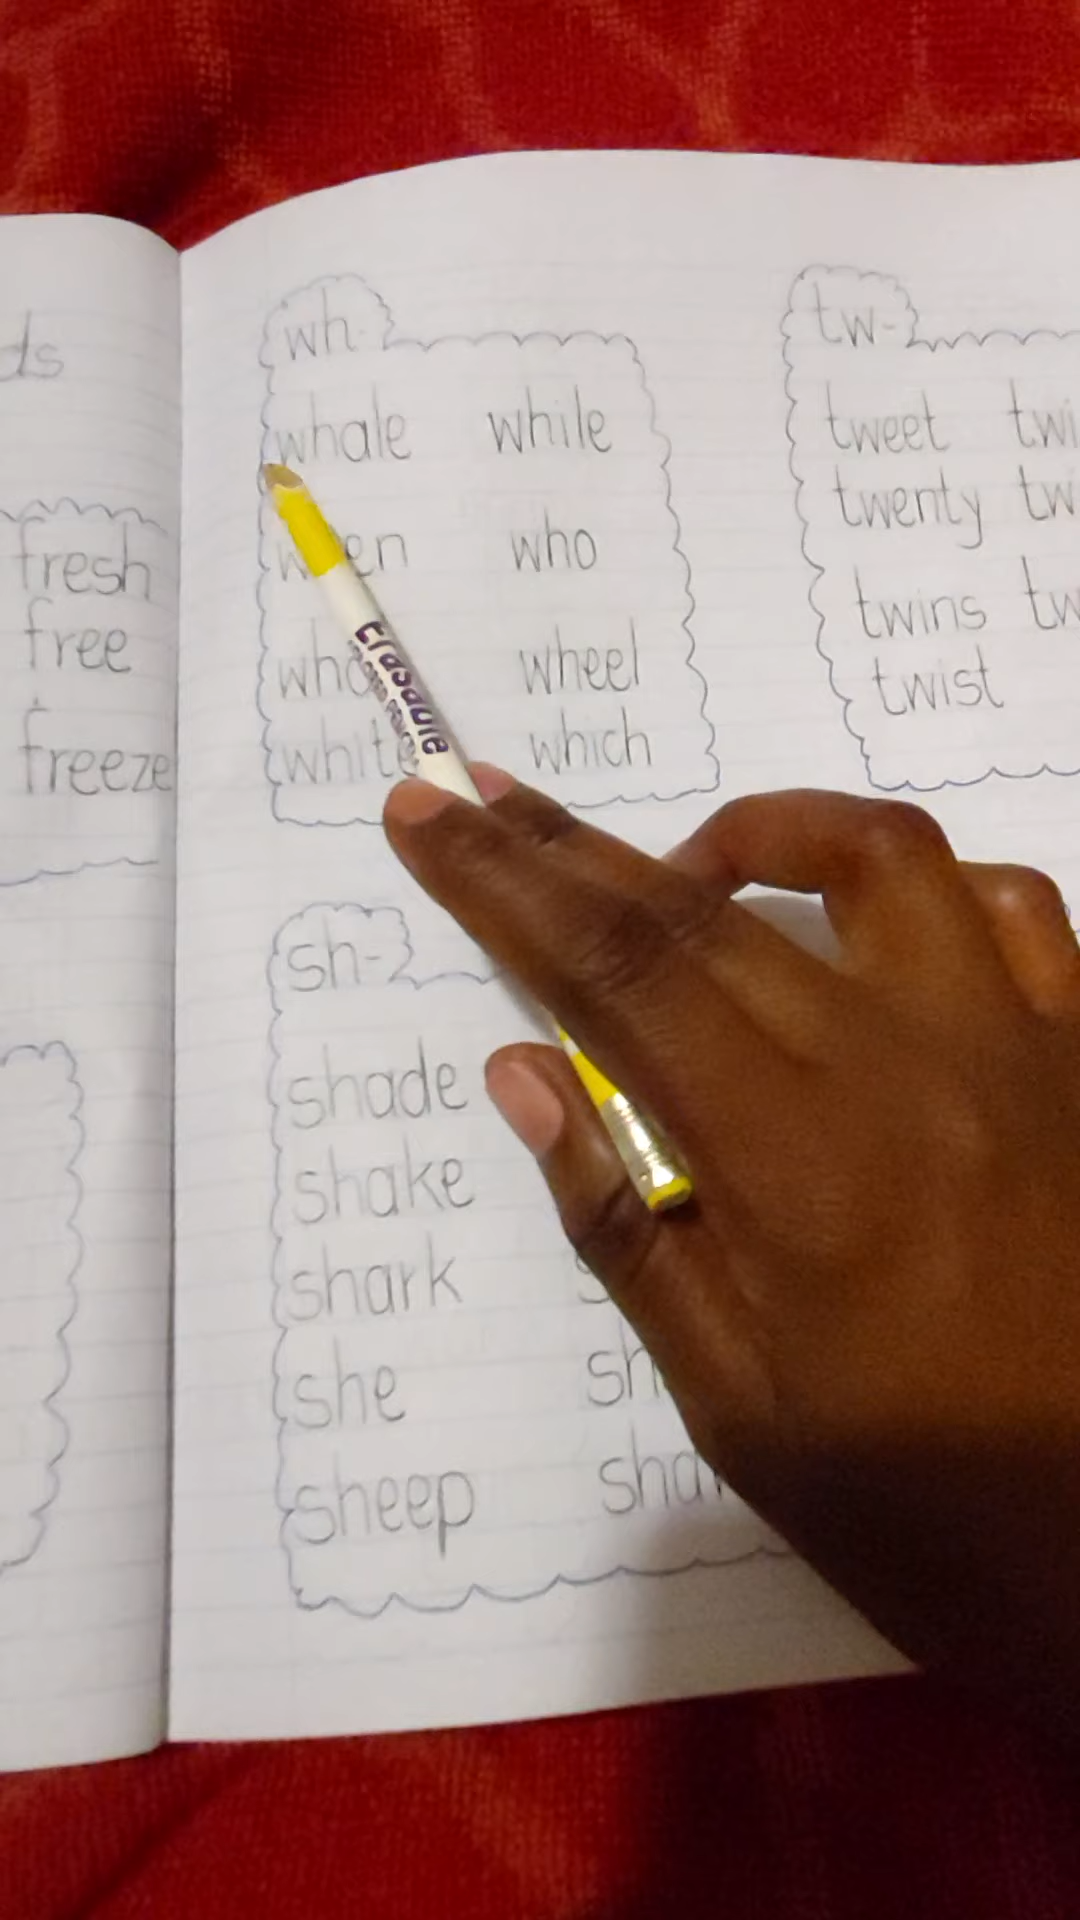 ds
fresh
free
freeze
wh-
whale while
who
wheel
white which
tw-
tweet
twenty
twins
twist
sh-
shade
shake
shark
she
sheep
Erasable